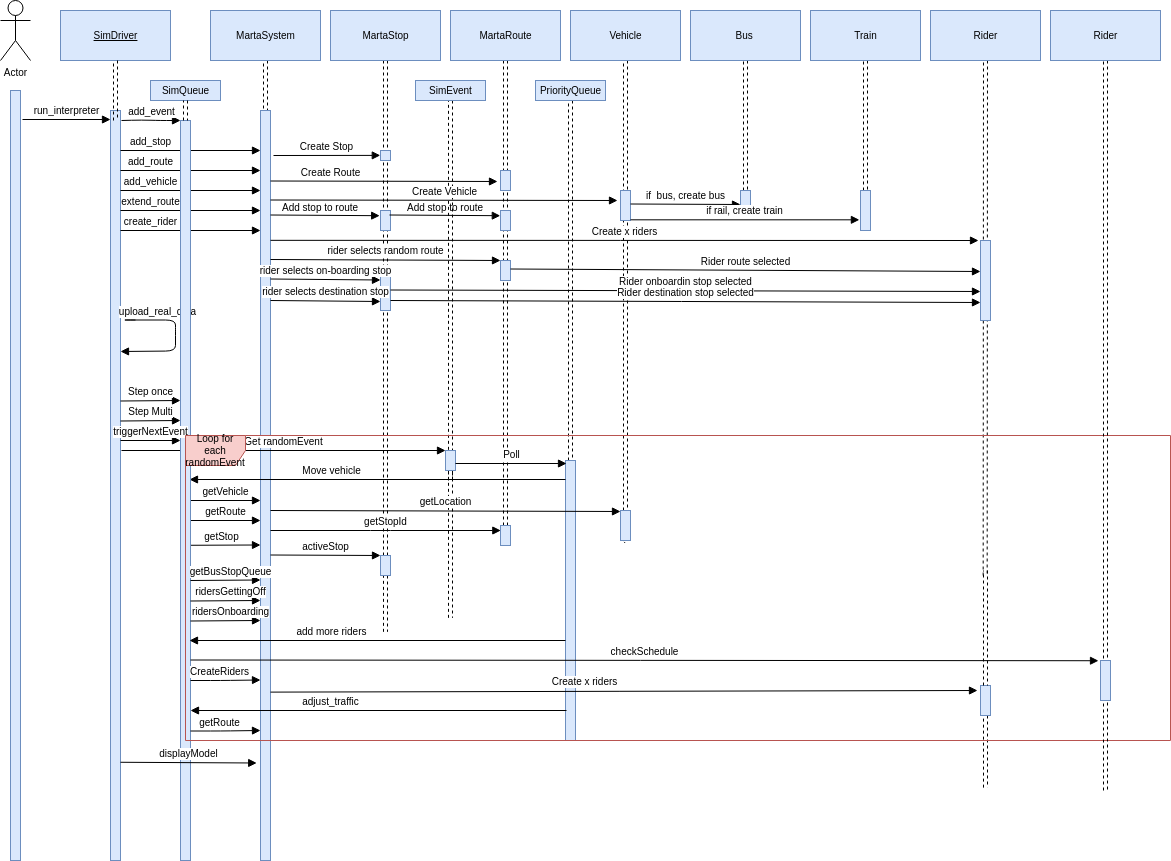 SimDriver
MartaSystem
MartaStop
MartaRoute
Vehicle
Bus
Train
Rider
Rider
Actor
SimQueue
SimEvent
PriorityQueue
run_interpreter
add_event
add_stop
Create Stop
add_route
Create Route
add_vehicle
Create Vehicle
if bus, create bus
extend_route
Add stop to route
Add stop to route
if rail, create train
create_rider
Create x riders
rider selects random route
Rider route selected
rider selects on-boarding stop
Rider onboardin stop selected
rider selects destination stop
Rider destination stop selected
upload_real_data
Step once
Step Multi
triggerNextEvent
Loop for
each
randomEvent
Get randomEvent
Poll
Move vehicle
getVehicle
getLocation
getRoute
getStopId
getStop
activeStop
getBusStopQueue
ridersGettingOff
ridersOnboarding
add more riders
checkSchedule
CreateRiders
Create x riders
adjust_traffic
getRoute
displayModel